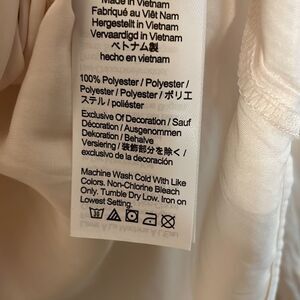 Made in Vietnam
Fabriqué au Viêt Nam
Hergestellt in Vietnam
Vervaardigd in Vietnam
ベトナム製
hecho en Vietnam
100% Polyester / Polyester /
Polyester / Polyester / ポリエ
ステル / poliéster
Exclusive Of Decoration / Sauf
Décoration / Ausgenommen
Dekoration / Behalve
Versiering / 装飾部分を除く /
exclusivo de la decoración
Machine Wash Cold With Like
Colors. Non-Chlorine Bleach
Only. Tumble Dry Low. Iron on
Lowest Setting.